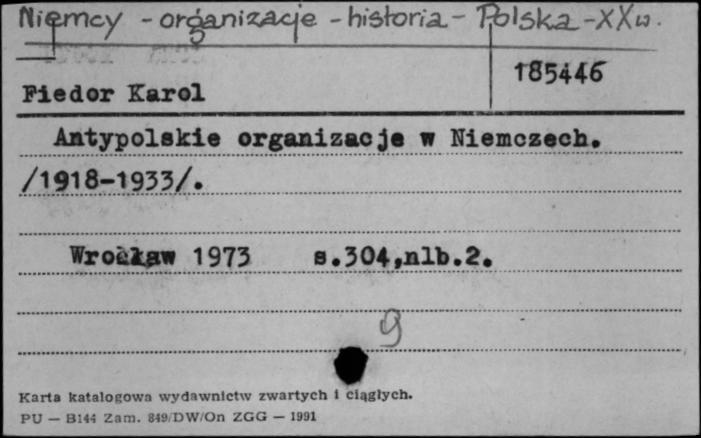 Niemcy - organizacje - historia - Polska - XX w.
185446
Fiedor Karol
Antypolskie organizacje w Niemczech.
/1918-1933/.
Wrocław 1973 s.304,nlb.2.
9
Karta katalogowa wydawnictw zwartych i ciągłych.
PU — B144 Zam. 849/DW/On ZGG — 1991